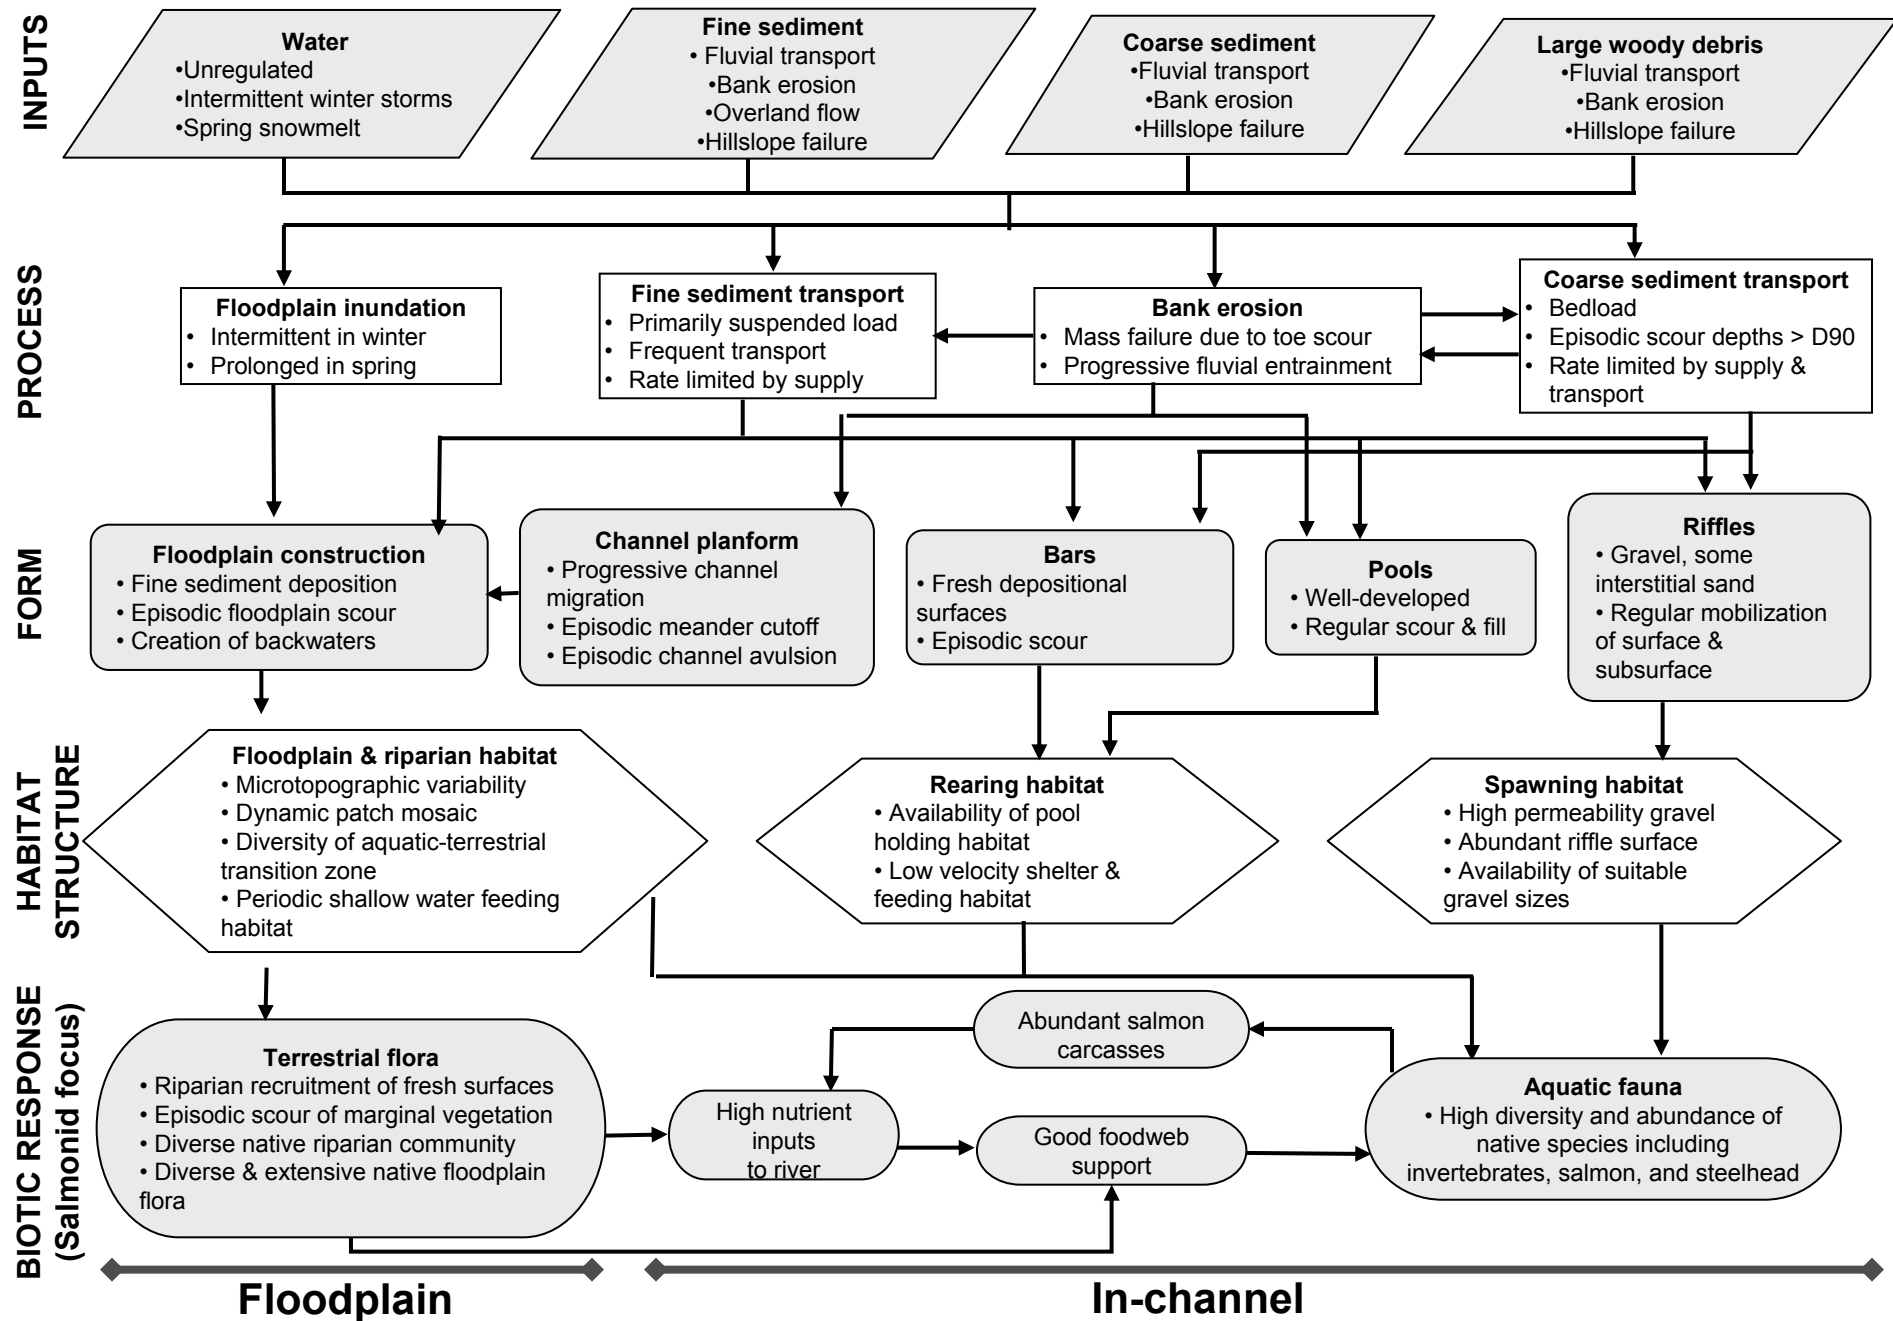 INPUTS
Water
•Unregulated
•Intermittent winter storms
•Spring snowmelt
Fine sediment
• Fluvial transport
•Bank erosion
•Overland flow
•Hillslope failure
Coarse sediment
•Fluvial transport
•Bank erosion
•Hillslope failure
Large woody debris
•Fluvial transport
•Bank erosion
•Hillslope failure
PROCESS
Floodplain inundation
• Intermittent in winter
• Prolonged in spring
Fine sediment transport
• Primarily suspended load
• Frequent transport
• Rate limited by supply
Bank erosion
• Mass failure due to toe scour
• Progressive fluvial entrainment
Coarse sediment transport
• Bedload
• Episodic scour depths > D90
• Rate limited by supply &
transport
FORM
Floodplain construction
• Fine sediment deposition
• Episodic floodplain scour
• Creation of backwaters
Channel planform
• Progressive channel
migration
• Episodic meander cutoff
• Episodic channel avulsion
Bars
• Fresh depositional
surfaces
• Episodic scour
Pools
• Well-developed
• Regular scour & fill
Riffles
• Gravel, some
interstitial sand
• Regular mobilization
of surface &
subsurface
HABITAT
STRUCTURE
Floodplain & riparian habitat
• Microtopographic variability
• Dynamic patch mosaic
• Diversity of aquatic-terrestrial
transition zone
• Periodic shallow water feeding
habitat
Rearing habitat
• Availability of pool
holding habitat
• Low velocity shelter &
feeding habitat
Spawning habitat
• High permeability gravel
• Abundant riffle surface
• Availability of suitable
gravel sizes
BIOTIC RESPONSE
(Salmonid focus)
Terrestrial flora
• Riparian recruitment of fresh surfaces
• Episodic scour of marginal vegetation
• Diverse native riparian community
• Diverse & extensive native floodplain
flora
Abundant salmon
carcasses
High nutrient
inputs
to river
Good foodweb
support
Aquatic fauna
• High diversity and abundance of
native species including
invertebrates, salmon, and steelhead
Floodplain
In-channel